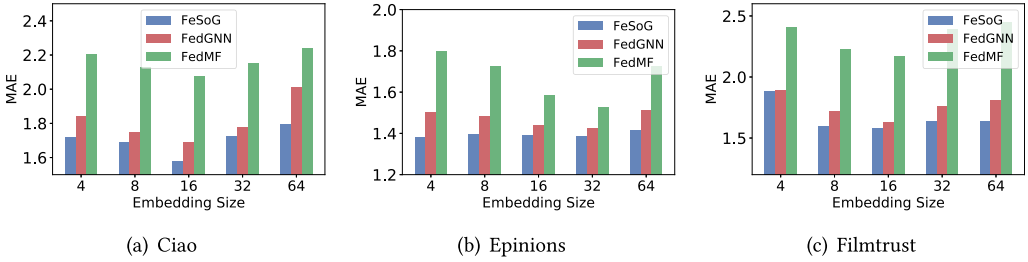 2.4
2.2
2.0
1.8
1.6
MAE
FeSoG
FedGNN
FedMF
4 8 16 32 64
Embedding Size
(a) Ciao
2.0
1.8
1.6
1.4
1.2
MAE
FeSoG
FedGNN
FedMF
4 8 16 32 64
Embedding Size
(b) Epinions
2.5
2.0
1.5
MAE
FeSoG
FedGNN
FedMF
4 8 16 32 64
Embedding Size
(c) Filmtrust